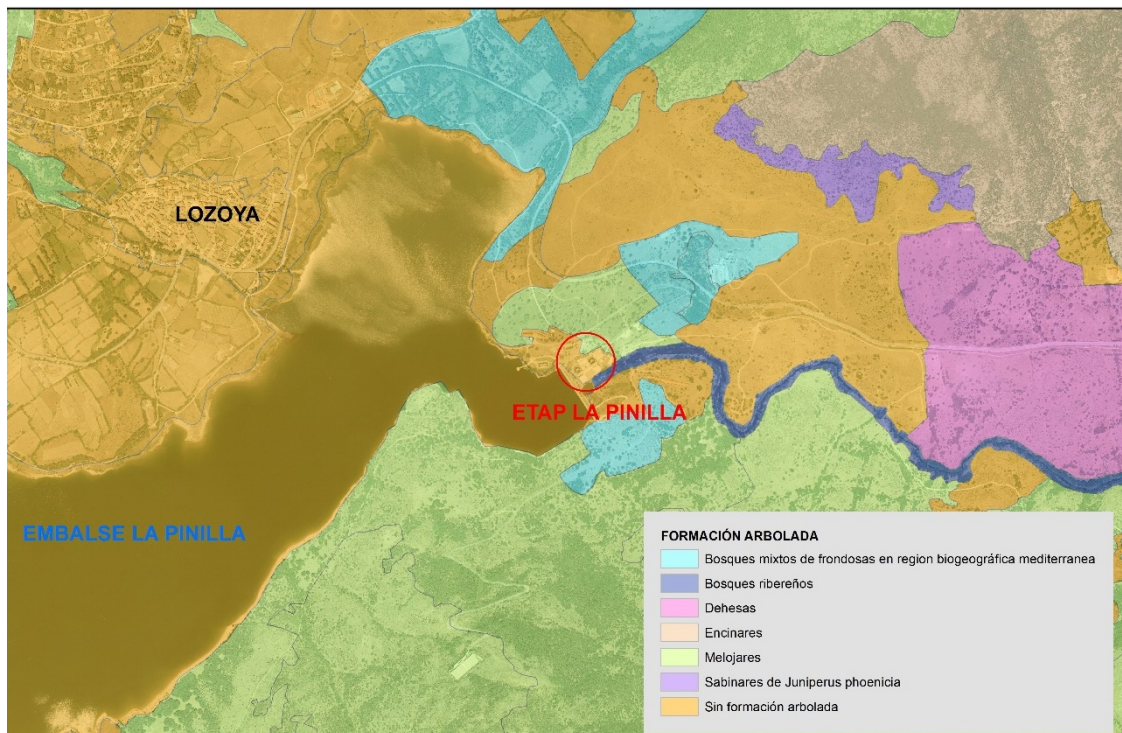 LOZOYA
ETAP LA PINILLA
EMBALSE LA PINILLA
FORMACIÓN ARBOLADA
Bosques mixtos de frondosas en region biogeográfica mediterranea
Bosques ribereños
Dehesas
Encinares
Melojares
Sabinares de Juniperus phoenicia
Sin formación arbolada